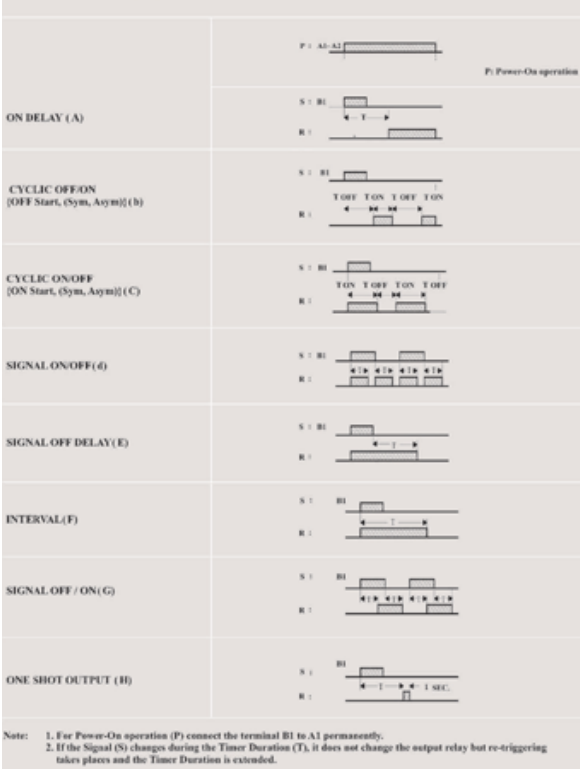 P : A1-A2
P: Power-On operation
ON DELAY ( A)
S : B1
T
R :
CYCLIC OFF/ON
{OFF Start, (Sym, Asym)}( b)
S : B1
T OFF T ON T OFF T ON
R :
CYCLIC ON/OFF
{ON Start, (Sym, Asym)}( C)
S : B1
T ON T OFF T ON T OFF
R :
SIGNAL ON/OFF( d)
S : B1
T T T T
R :
SIGNAL OFF DELAY( E)
S : B1
T
R :
INTERVAL( F)
S : B1
T
R :
SIGNAL OFF / ON( G)
S : B1
T T T T
R :
ONE SHOT OUTPUT ( H)
S : B1
T 1 SEC.
R :
Note: 1. For Power-On operation (P) connect the terminal B1 to A1 permanently.
2. If the Signal (S) changes during the Timer Duration (T), it does not change the output relay but re-triggering
takes places and the Timer Duration is extended.